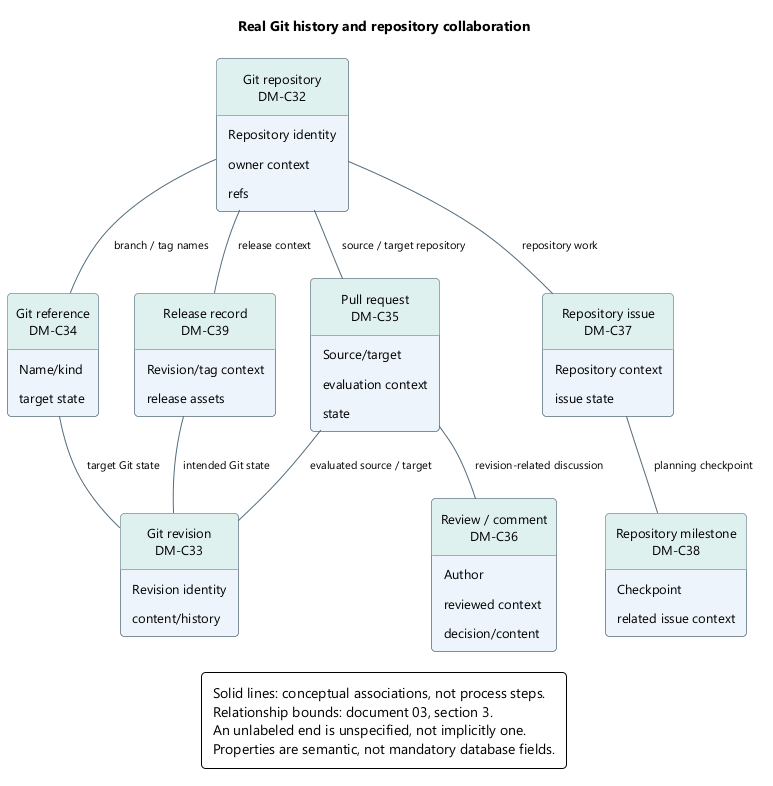 Real Git history and repository collaboration
Git repository
DM-C32
Repository identity
owner context
refs
branch / tag names
release context
source / target repository
repository work
Git reference
DM-C34
Name/kind
target state
Release record
DM-C39
Revision/tag context
release assets
Pull request
DM-C35
Source/target
evaluation context
state
Repository issue
DM-C37
Repository context
issue state
target Git state
intended Git state
evaluated source / target
revision-related discussion
planning checkpoint
Git revision
DM-C33
Revision identity
content/history
Review / comment
DM-C36
Author
reviewed context
decision/content
Repository milestone
DM-C38
Checkpoint
related issue context
Solid lines: conceptual associations, not process steps.
Relationship bounds: document 03, section 3.
An unlabeled end is unspecified, not implicitly one.
Properties are semantic, not mandatory database fields.